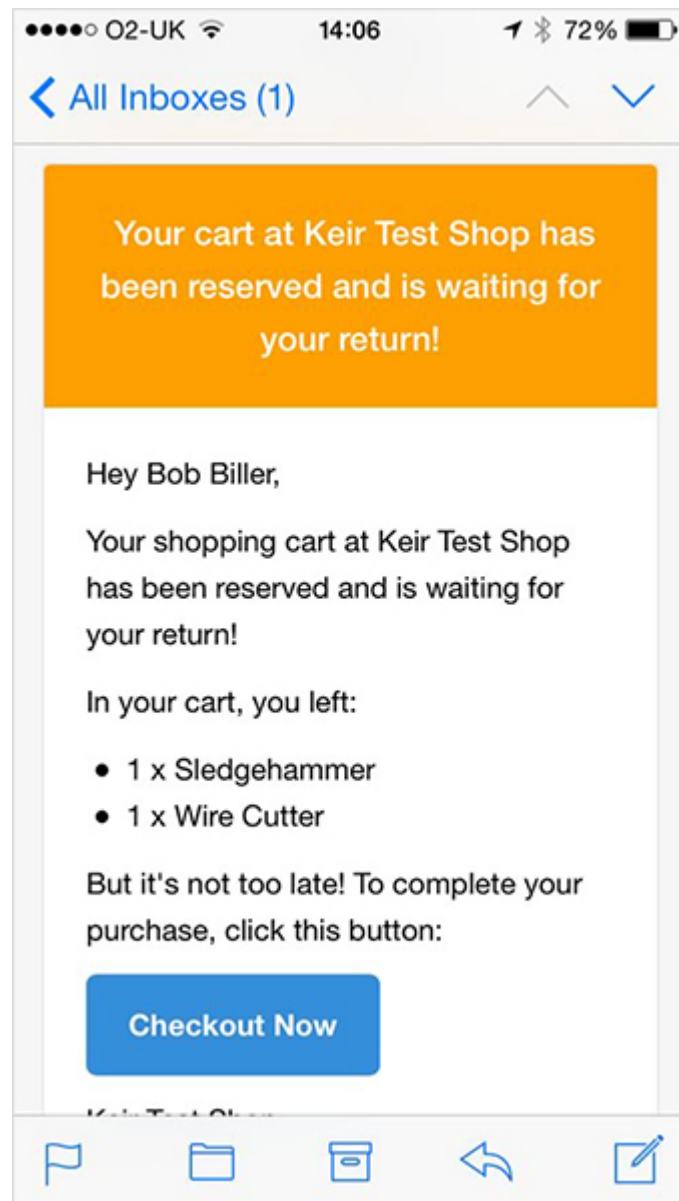 O2-UK 14:06 72%
All Inboxes (1)
Your cart at Keir Test Shop has
been reserved and is waiting for
your return!
Hey Bob Biller,
Your shopping cart at Keir Test Shop
has been reserved and is waiting for
your return!
In your cart, you left:
• 1 x Sledgehammer
• 1 x Wire Cutter
But it's not too late! To complete your
purchase, click this button:
Checkout Now
Keir Test Shop